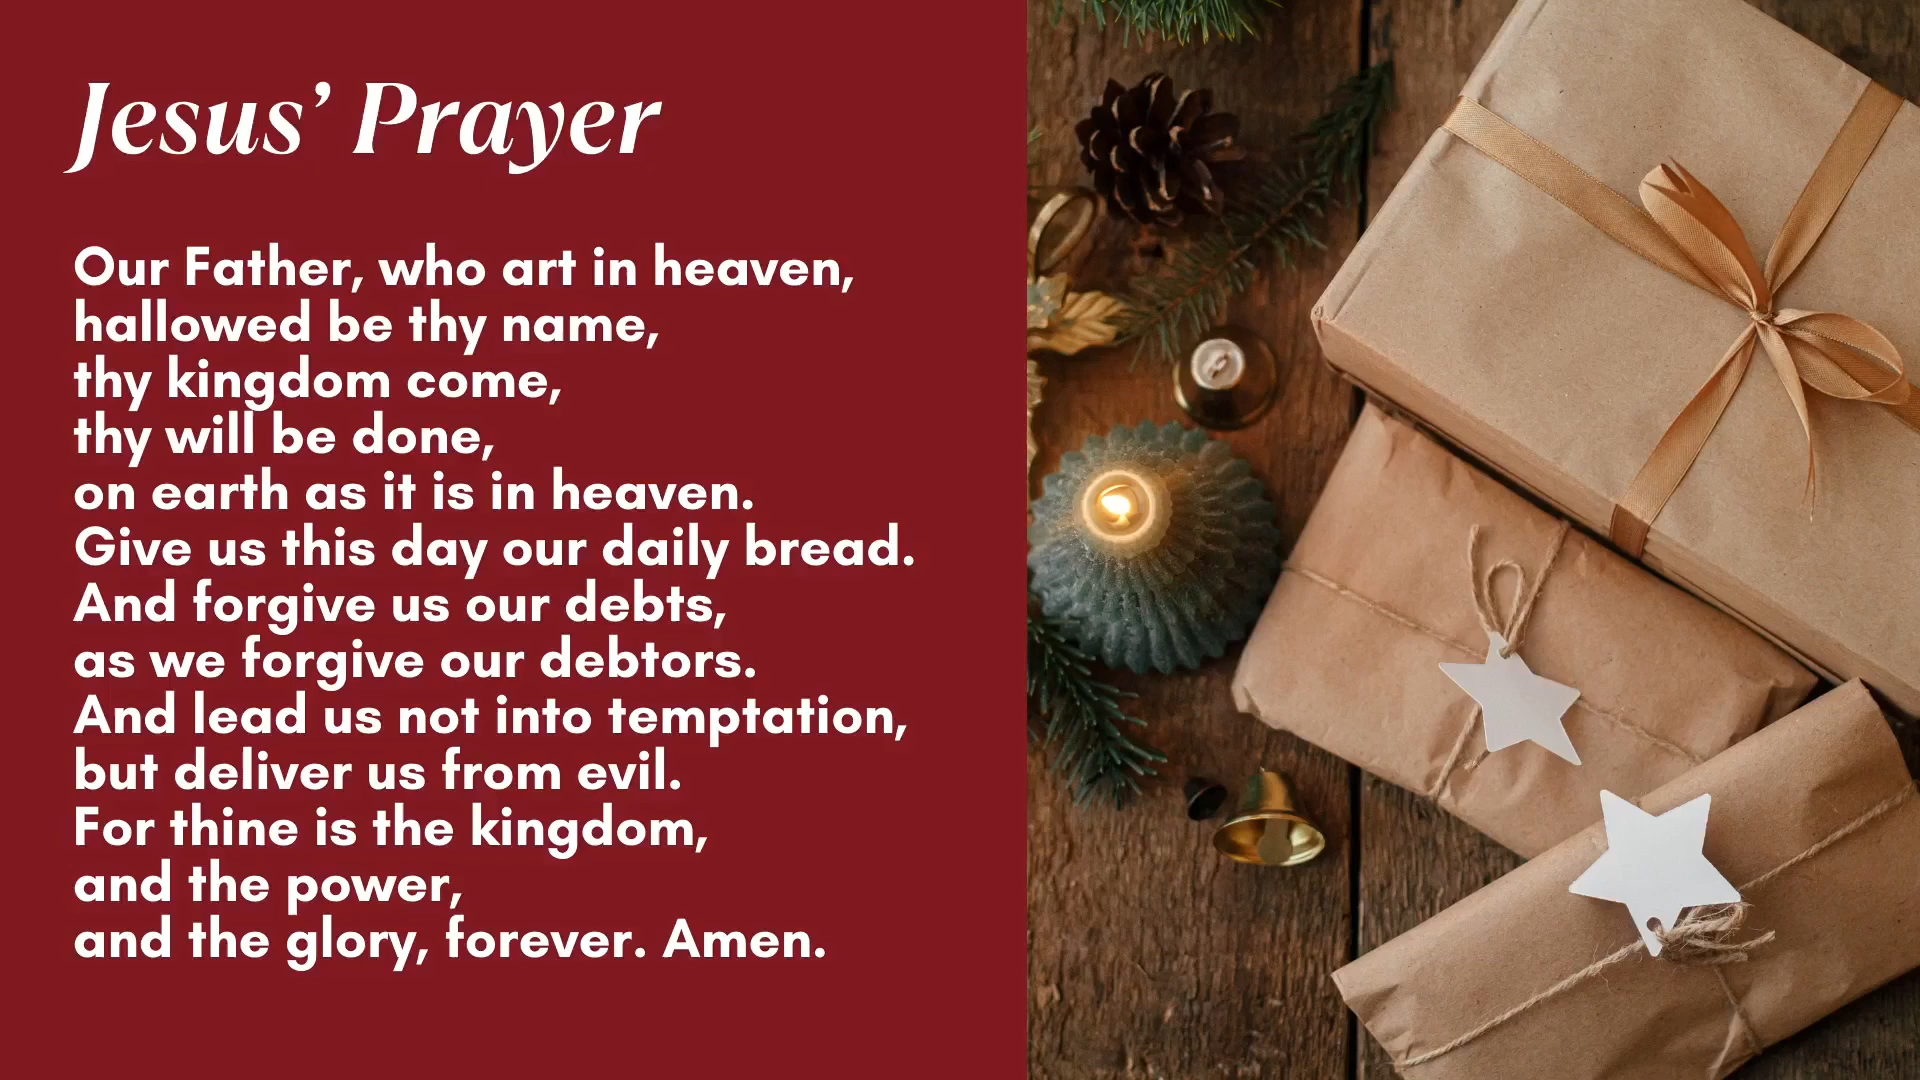 Jesus’ Prayer
Our Father, who art in heaven,
hallowed be thy name,
thy kingdom come,
thy will be done,
on earth as it is in heaven.
Give us this day our daily bread.
And forgive us our debts,
as we forgive our debtors.
And lead us not into temptation,
but deliver us from evil.
For thine is the kingdom,
and the power,
and the glory, forever. Amen.